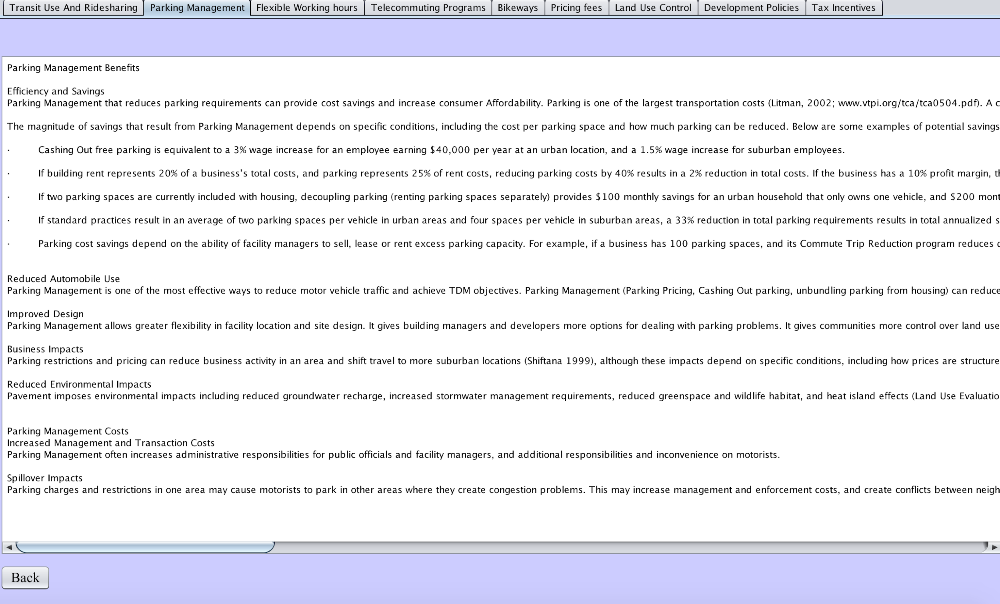 Transit Use And Ridesharing Parking Management Flexible Working hours Telecommuting Programs Bikeways Pricing fees Land Use Control Development Policies Tax Incentives
Parking Management Benefits
Efficiency and Savings
Parking Management that reduces parking requirements can provide cost savings and increase consumer Affordability. Parking is one of the largest transportation costs (Litman, 2002; www.vtpi.org/tca/tca0504.pdf). A
The magnitude of savings that result from Parking Management depends on specific conditions, including the cost per parking space and how much parking can be reduced. Below are some examples of potential savings
· Cashing Out free parking is equivalent to a 3% wage increase for an employee earning $40,000 per year at an urban location, and a 1.5% wage increase for suburban employees.
· If building rent represents 20% of a business’s total costs, and parking represents 25% of rent costs, reducing parking costs by 40% results in a 2% reduction in total costs. If the business has a 10% profit margin,
· If two parking spaces are currently included with housing, decoupling parking (renting parking spaces separately) provides $100 monthly savings for an urban household that only owns one vehicle, and $200
· If standard practices result in an average of two parking spaces per vehicle in urban areas and four spaces per vehicle in suburban areas, a 33% reduction in total parking requirements results in total annualized
· Parking cost savings depend on the ability of facility managers to sell, lease or rent excess parking capacity. For example, if a business has 100 parking spaces, and its Commute Trip Reduction program reduces
Reduced Automobile Use
Parking Management is one of the most effective ways to reduce motor vehicle traffic and achieve TDM objectives. Parking Management (Parking Pricing, Cashing Out parking, unbundling parking from housing) can reduce
Improved Design
Parking Management allows greater flexibility in facility location and site design. It gives building managers and developers more options for dealing with parking problems. It gives communities more control over land use
Business Impacts
Parking restrictions and pricing can reduce business activity in an area and shift travel to more suburban locations (Shiftana 1999), although these impacts depend on specific conditions, including how prices are structure
Reduced Environmental Impacts
Pavement imposes environmental impacts including reduced groundwater recharge, increased stormwater management requirements, reduced greenspace and wildlife habitat, and heat island effects (Land Use Evaluatio
Parking Management Costs
Increased Management and Transaction Costs
Parking Management often increases administrative responsibilities for public officials and facility managers, and additional responsibilities and inconvenience on motorists.
Spillover Impacts
Parking charges and restrictions in one area may cause motorists to park in other areas where they create congestion problems. This may increase management and enforcement costs, and create conflicts between neigh
Back